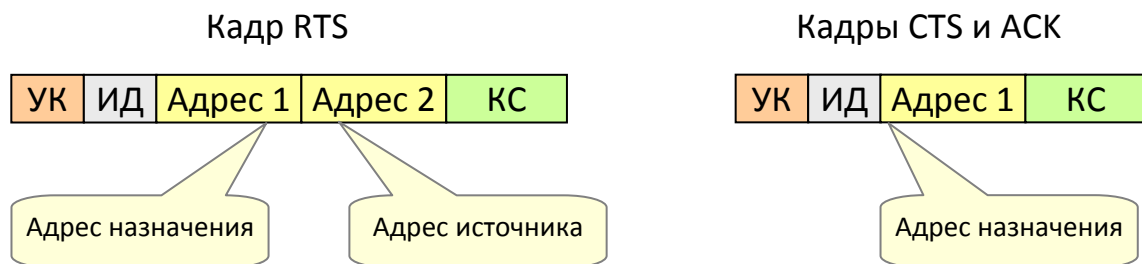 Кадр RTS
Кадры CTS и ACK
УК ИД Адрес 1 Адрес 2 КС
УК ИД Адрес 1 КС
Адрес назначения
Адрес источника
Адрес назначения